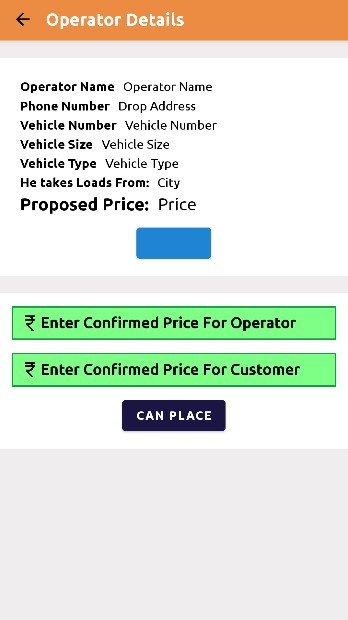 Operator Details
Operator Name Operator Name
Phone Number Drop Address
Vehicle Number Vehicle Number
Vehicle Size Vehicle Size
Vehicle Type Vehicle Type
He takes Loads From: City
Proposed Price: Price
₹ Enter Confirmed Price For Operator
₹ Enter Confirmed Price For Customer
CAN PLACE